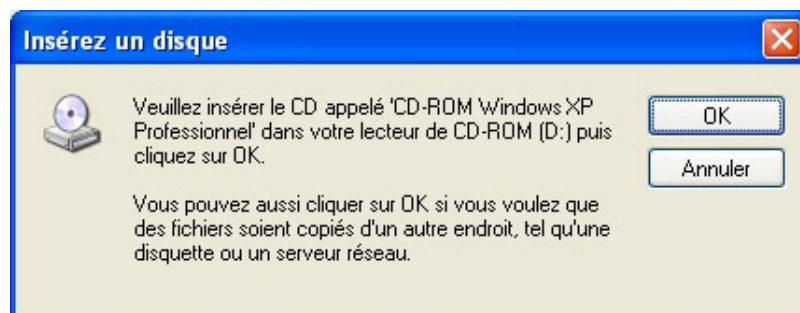 Insérez un disque
Veuillez insérer le CD appelé 'CD-ROM Windows XP
Professionnel' dans votre lecteur de CD-ROM (D:) puis
cliquez sur OK.
Vous pouvez aussi cliquer sur OK si vous voulez que
des fichiers soient copiés d'un autre endroit, tel qu'une
disquette ou un serveur réseau.
OK
Annuler